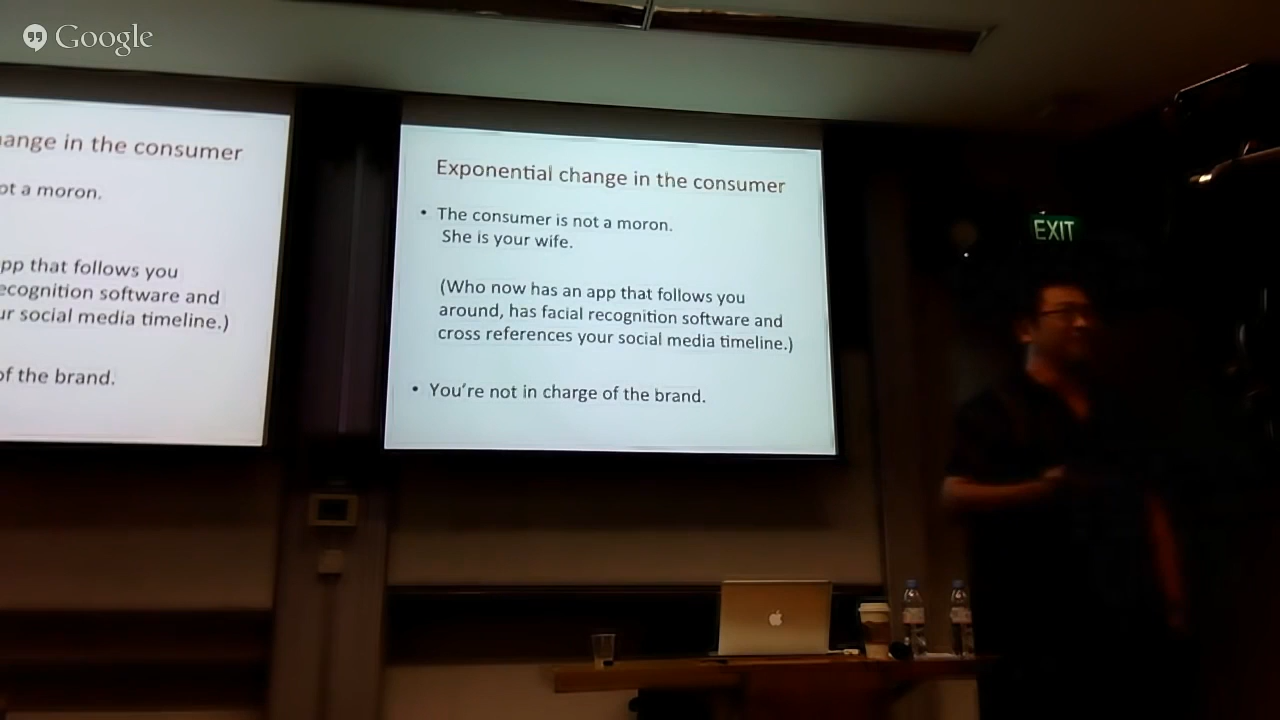 Google
ange in the consumer
ot a moron.
pp that follows you
ecognition software and
ur social media timeline.)
of the brand.
Exponential change in the consumer
• The consumer is not a moron.
She is your wife.
(Who now has an app that follows you
around, has facial recognition software and
cross references your social media timeline.)
• You're not in charge of the brand.
EXIT